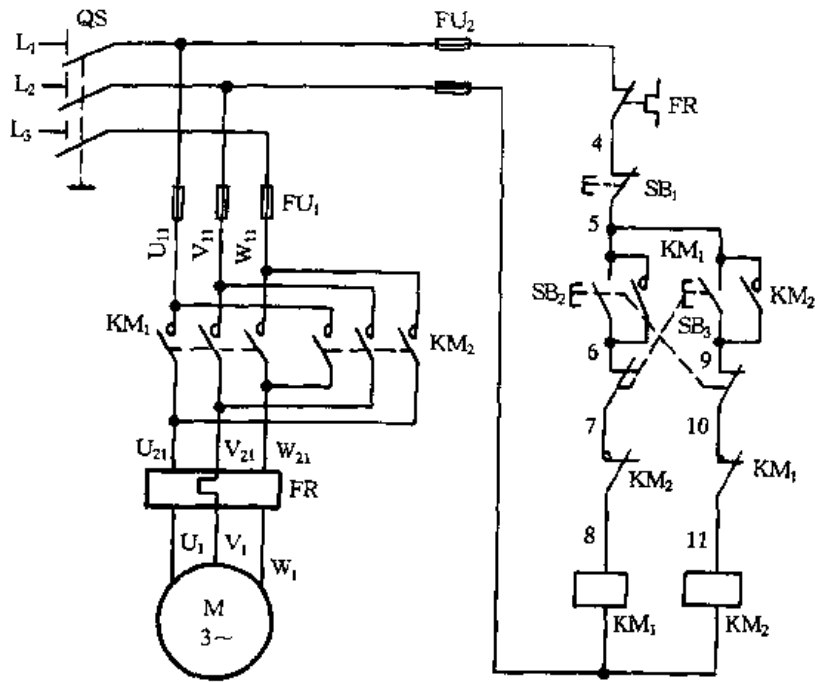 QS
L₁
L₂
L₃
FU₂
FR
4
SB₁
5
FU₁
U₁₁
V₁₁
W₁₁
KM₁
KM₂
KM₁
SB₂
SB₃
KM₂
6
9
7
10
KM₂
KM₁
8
11
U₂₁
V₂₁
W₂₁
FR
U₁
V₁
W₁
M
3~
KM₁
KM₂